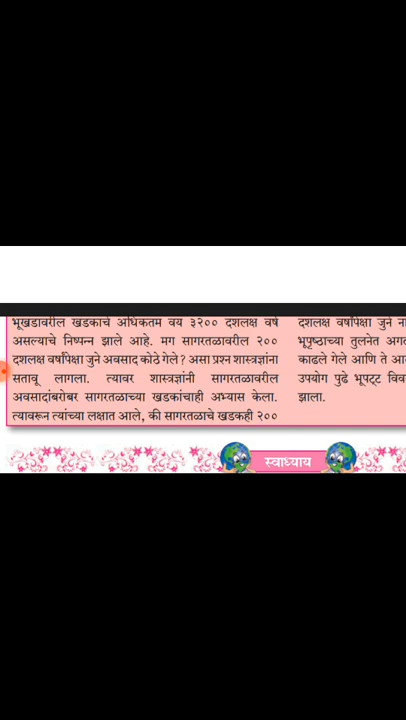 भूखंडावरील खडकांचे अधिकतम वय ३२०० दशलक्ष वर्षे
असल्याचे निष्पन्न झाले आहे. मग सागरतळावरील २००
दशलक्ष वर्षांपेक्षा जुने अवसाद कोठे गेले? असा प्रश्न शास्त्रज्ञांना
सतावू लागला. त्यावर शास्त्रज्ञांनी सागरतळावरील
अवसादांबरोबर सागरतळाच्या खडकांचाही अभ्यास केला.
त्यावरून त्यांच्या लक्षात आले, की सागरतळाचे खडकही २००
दशलक्ष वर्षांपेक्षा जुने
भूपृष्ठाच्या तुलनेत
काढले गेले आणि ते
उपयोग पुढे भूपट्ट
झाला.
स्वाध्याय